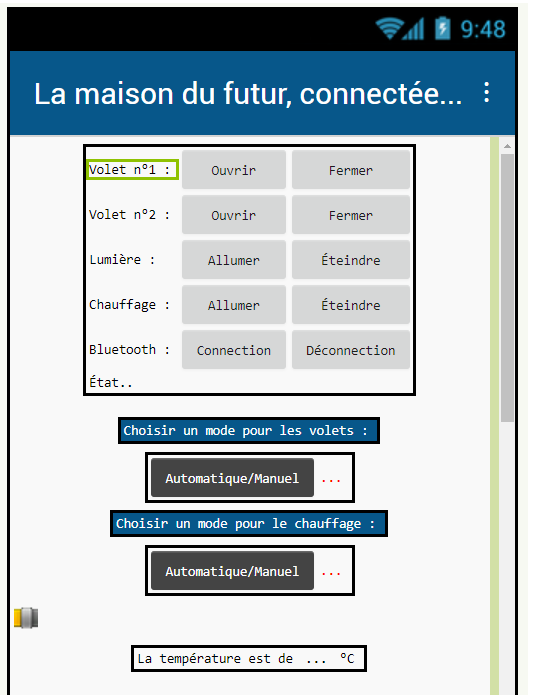 9:48
La maison du futur, connectée...
Volet n°1 : Ouvrir Fermer
Volet n°2 : Ouvrir Fermer
Lumière : Allumer Éteindre
Chauffage : Allumer Éteindre
Bluetooth : Connection Déconnection
État..
Choisir un mode pour les volets :
Automatique/Manuel ...
Choisir un mode pour le chauffage :
Automatique/Manuel ...
La température est de ... °C